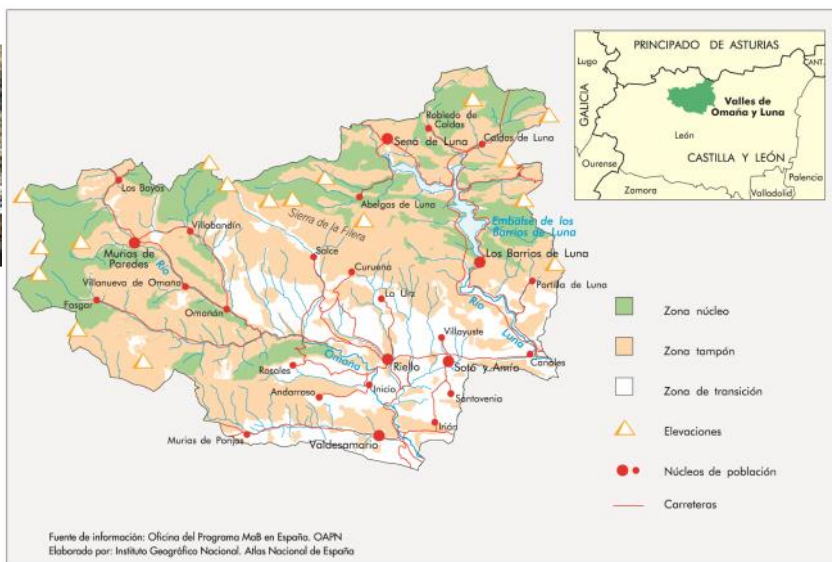 PRINCIPADO DE ASTURIAS
Lugo
CANT.
GALICIA
Valles de
Omaña y Luna
León
CASTILLA Y LEÓN
Ourense
Palencia
Zamora
Valladolid
Robledo de
Caldas
Sena de Luna
Caldas de Luna
Los Bayos
Abelgas de Luna
Villabandín
Sierra de la Filera
Embalse de los
Barrios de Luna
Murias de
Paredes
Río
Salce
Los Barrios de Luna
Curueña
Villanueva de Omaña
Portilla de Luna
La Urz
Fasgar
Omañón
Río
Luna
Villayuste
Omaña
Riello
Soto y Amío
Canales
Rosales
Inicio
Andarraso
Santovenia
Irián
Murias de Ponjos
Valdesamario
Zona núcleo
Zona tampón
Zona de transición
Elevaciones
Núcleos de población
Carreteras
Fuente de información: Oficina del Programa MaB en España. OAPN
Elaborado por: Instituto Geográfico Nacional. Atlas Nacional de España